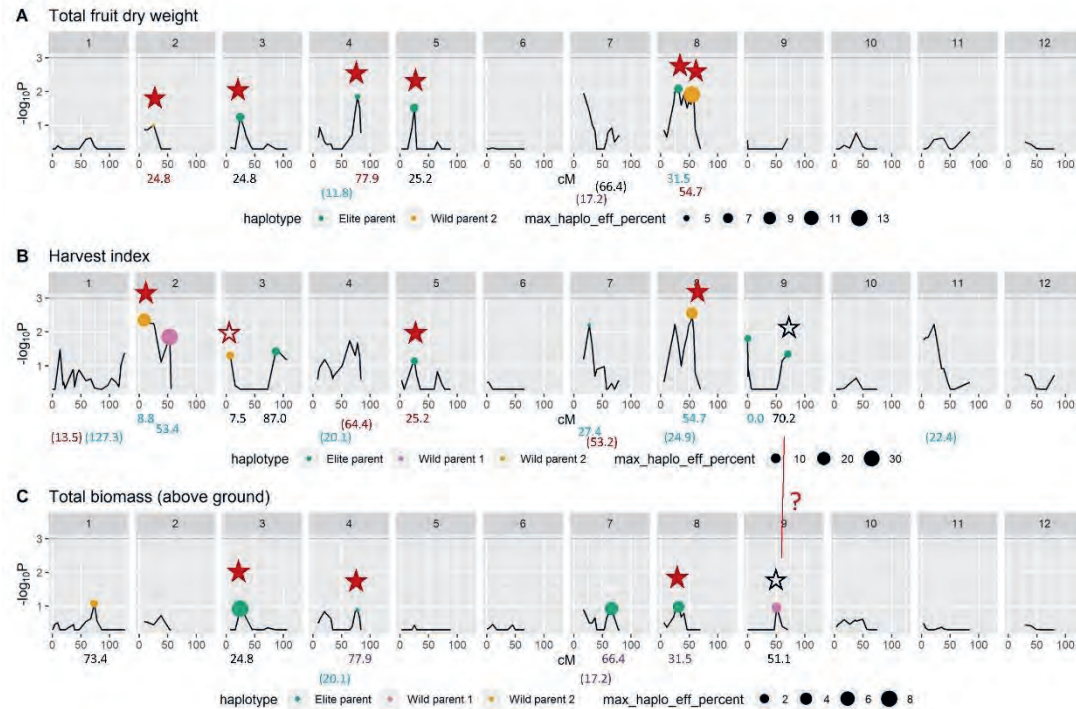 A Total fruit dry weight
1 2 3 4 5 6 7 8 9 10 11 12
3
2
1
-log10P
0 50 100 0 50 100 0 50 100 0 50 100 0 50 100 0 50 100 0 50 100 0 50 100 0 50 100 0 50 100 0 50 100 0 50 100
24.8 24.8 77.9 25.2 cM 31.5
(11.8) (66.4) 54.7
(17.2)
haplotype Elite parent Wild parent 2 max_haplo_eff_percent 5 7 9 11 13
B Harvest index
1 2 3 4 5 6 7 8 9 10 11 12
3
2
1
-log10P
0 50 100 0 50 100 0 50 100 0 50 100 0 50 100 0 50 100 0 50 100 0 50 100 0 50 100 0 50 100 0 50 100 0 50 100
8.8 7.5 87.0 (64.4) 25.2 cM 54.7 0.0 70.2
53.4 27.4
(13.5) (127.3) (20.1) (53.2) (24.9) (22.4)
haplotype Elite parent Wild parent 1 Wild parent 2 max_haplo_eff_percent 10 20 30
?
C Total biomass (above ground)
1 2 3 4 5 6 7 8 9 10 11 12
3
2
1
-log10P
0 50 100 0 50 100 0 50 100 0 50 100 0 50 100 0 50 100 0 50 100 0 50 100 0 50 100 0 50 100 0 50 100 0 50 100
73.4 24.8 77.9 cM 66.4 31.5 51.1
(20.1) (17.2)
haplotype Elite parent Wild parent 1 Wild parent 2 max_haplo_eff_percent 2 4 6 8